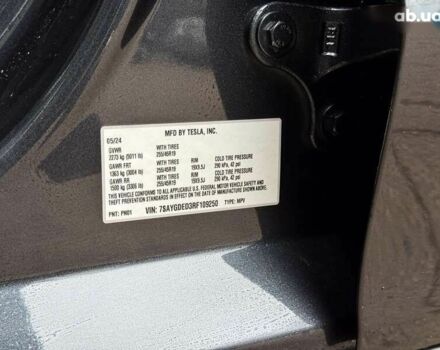 ab.ua
MFD BY TESLA, INC.
05/24
GVWR WITH TIRES
2273 kg (5011 lb) 255/45R19
GAWR FRT WITH TIRES RIM COLD TIRE PRESSURE
1363 kg (3004 lb) 255/45R19 19X9.5J 290 kPa, 42 psi
GAWR RR WITH TIRES RIM COLD TIRE PRESSURE
1500 kg (3306 lb) 255/45R19 19X9.5J 290 kPa, 42 psi
THIS VEHICLE CONFORMS TO ALL APPLICABLE U.S. FEDERAL MOTOR VEHICLE SAFETY AND
THEFT PREVENTION STANDARDS IN EFFECT ON THE DATE OF MANUFACTURE SHOWN ABOVE.
PNT: PN01 VIN: 7SAYGDED3RF109250 TYPE: MPV